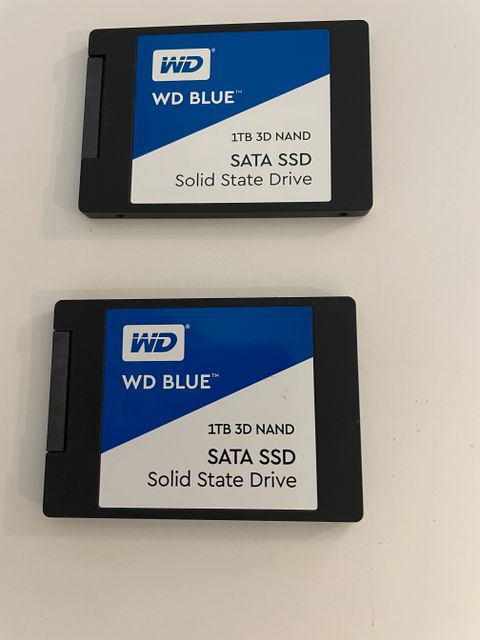 WD®
WD BLUE™
1TB 3D NAND
SATA SSD
Solid State Drive
WD®
WD BLUE™
1TB 3D NAND
SATA SSD
Solid State Drive